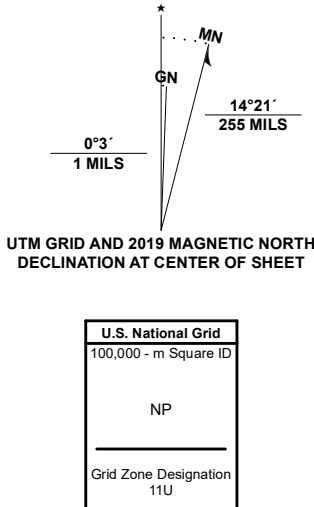 ★
MN
GN
14°21´
255 MILS
0°3´
1 MILS
UTM GRID AND 2019 MAGNETIC NORTH
DECLINATION AT CENTER OF SHEET
U.S. National Grid
100,000 - m Square ID
NP
Grid Zone Designation
11U